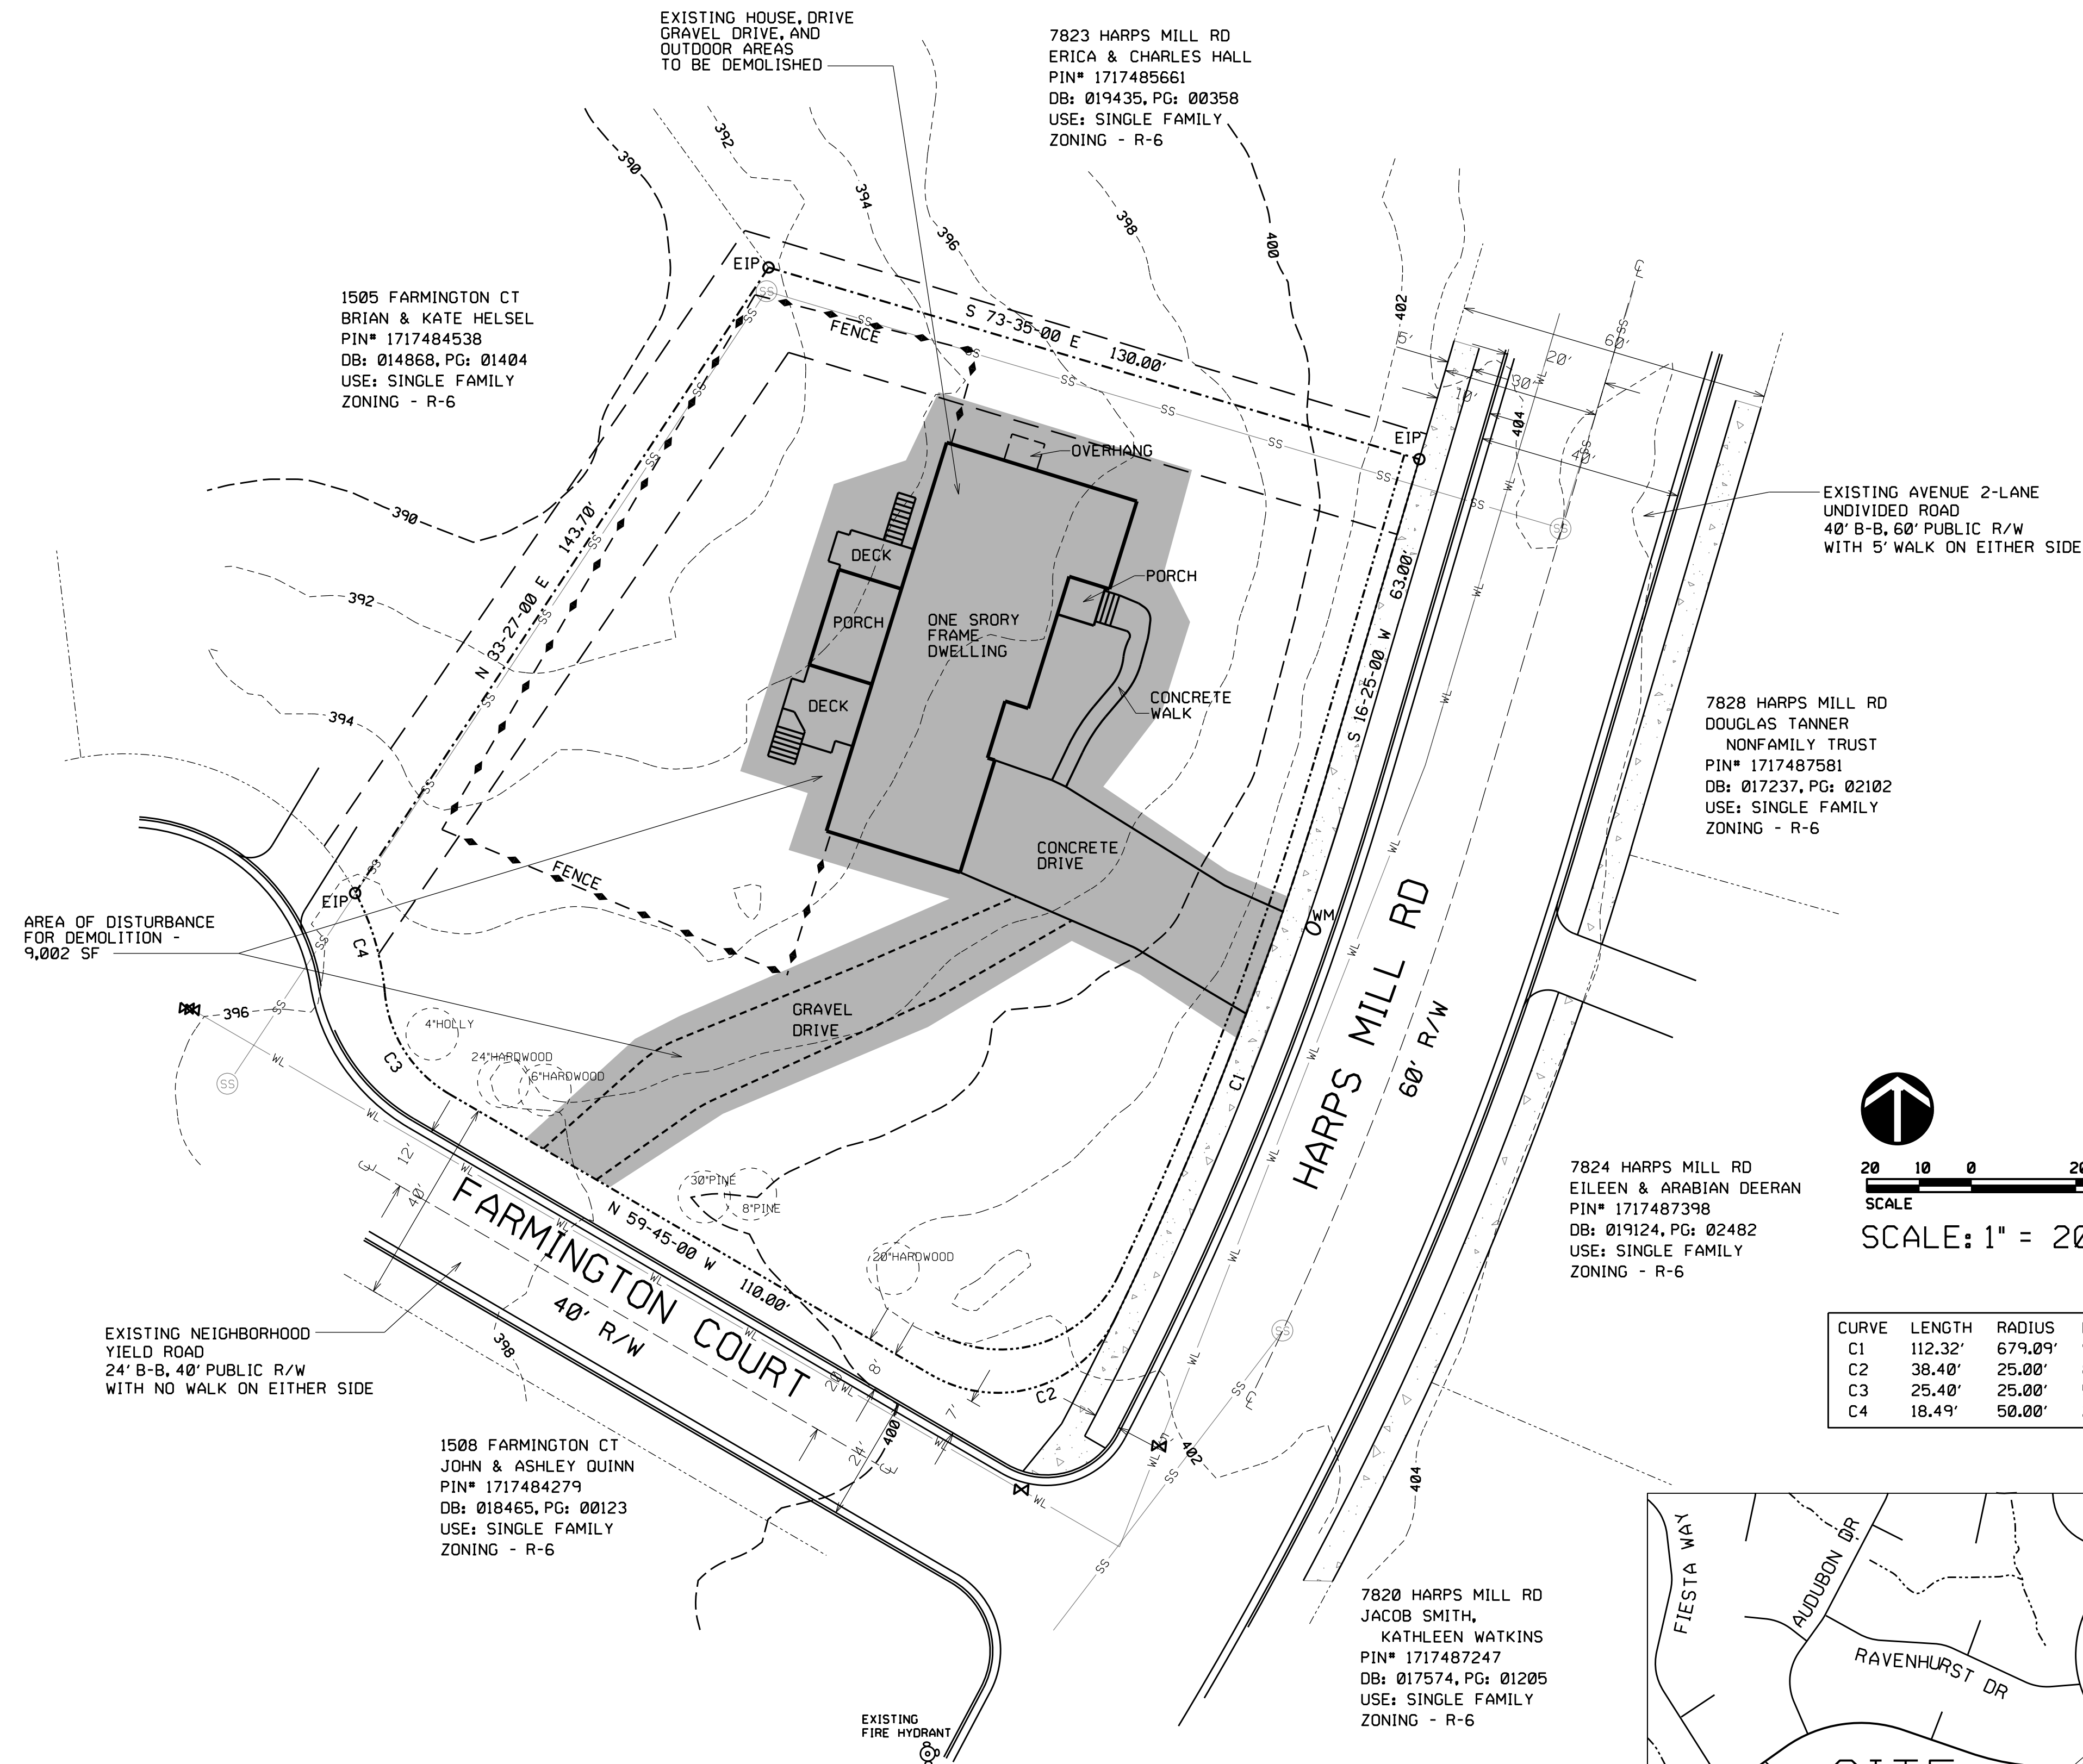 EXISTING HOUSE, DRIVE
GRAVEL DRIVE, AND
OUTDOOR AREAS
TO BE DEMOLISHED
7823 HARPS MILL RD
ERICA & CHARLES HALL
PIN# 1717485661
DB: 019435, PG: 00358
USE: SINGLE FAMILY
ZONING - R-6
390
392
394
396
398
400
402
1505 FARMINGTON CT
BRIAN & KATE HELSEL
PIN# 1717484538
DB: 014868, PG: 01404
USE: SINGLE FAMILY
ZONING - R-6
EIP
SS
FENCE
S 73-35-00 E 130.00'
EIP
5'
10'
20'
30'
60'
40'
404
WL
℄
EXISTING AVENUE 2-LANE
UNDIVIDED ROAD
40' B-B, 60' PUBLIC R/W
WITH 5' WALK ON EITHER SIDE
OVERHANG
390
N 33-27-00 E 143.70'
DECK
PORCH
PORCH
DECK
ONE SRORY
FRAME
DWELLING
CONCRETE
WALK
S 16-25-00 W 63.00'
392
394
7828 HARPS MILL RD
DOUGLAS TANNER
NONFAMILY TRUST
PIN# 1717487581
DB: 017237, PG: 02102
USE: SINGLE FAMILY
ZONING - R-6
CONCRETE
DRIVE
FENCE
EIP
WM
C4
AREA OF DISTURBANCE
FOR DEMOLITION -
9,002 SF
396
GRAVEL
DRIVE
4"HOLLY
24"HARDWOOD
6"HARDWOOD
C3
C1
HARPS MILL RD
60' R/W
12'
40'
℄
30"PINE
8"PINE
20"HARDWOOD
N 59-45-00 W 110.00'
FARMINGTON COURT
40' R/W
7824 HARPS MILL RD
EILEEN & ARABIAN DEERAN
PIN# 1717487398
DB: 019124, PG: 02482
USE: SINGLE FAMILY
ZONING - R-6
20 10 0 20
SCALE
SCALE: 1" = 20
CURVE LENGTH RADIUS
C1 112.32' 679.09'
C2 38.40' 25.00'
C3 25.40' 25.00'
C4 18.49' 50.00'
EXISTING NEIGHBORHOOD
YIELD ROAD
24' B-B, 40' PUBLIC R/W
WITH NO WALK ON EITHER SIDE
398
8'
20'
7'
24'
400
℄
C2
402
404
℄
1508 FARMINGTON CT
JOHN & ASHLEY QUINN
PIN# 1717484279
DB: 018465, PG: 00123
USE: SINGLE FAMILY
ZONING - R-6
7820 HARPS MILL RD
JACOB SMITH,
KATHLEEN WATKINS
PIN# 1717487247
DB: 017574, PG: 01205
USE: SINGLE FAMILY
ZONING - R-6
EXISTING
FIRE HYDRANT
FIESTA WAY
AUDUBON DR
RAVENHURST DR
SITE